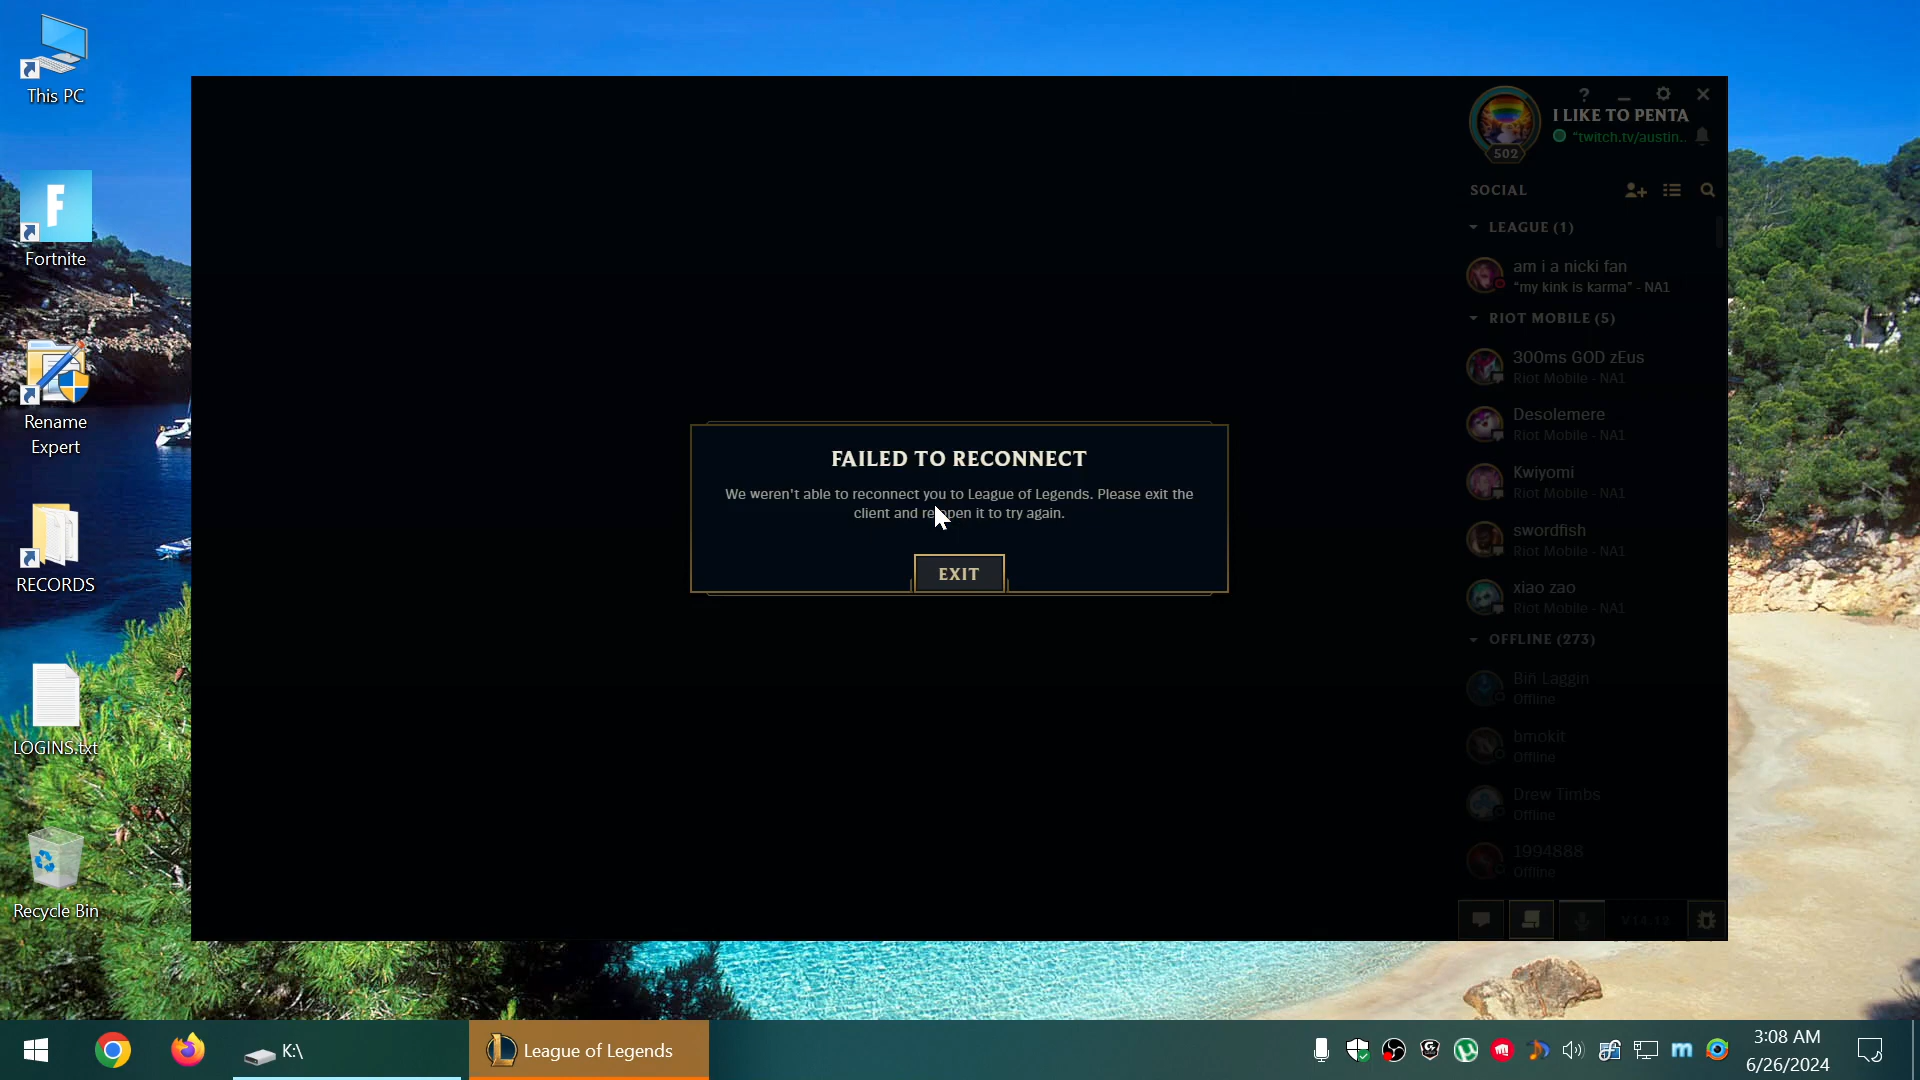 This PC
Fortnite
Rename
Expert
RECORDS
LOGINS.txt
Recycle Bin
?
I LIKE TO PENTA
502
"twitch.tv/austin...
SOCIAL
LEAGUE (1)
am i a nicki fan
"my kink is karma" - NA1
RIOT MOBILE (5)
300ms GOD zEus
Riot Mobile - NA1
Desolemere
Riot Mobile - NA1
Kwiyomi
Riot Mobile - NA1
swordfish
Riot Mobile - NA1
xiao zao
Riot Mobile - NA1
OFFLINE (273)
Bin Laggin
Offline
bmokit
Offline
Drew Timbs
Offline
1994888
Offline
V14.12
FAILED TO RECONNECT
We weren't able to reconnect you to League of Legends. Please exit the
client and reopen it to try again.
EXIT
K:\
League of Legends
3:08 AM
6/26/2024